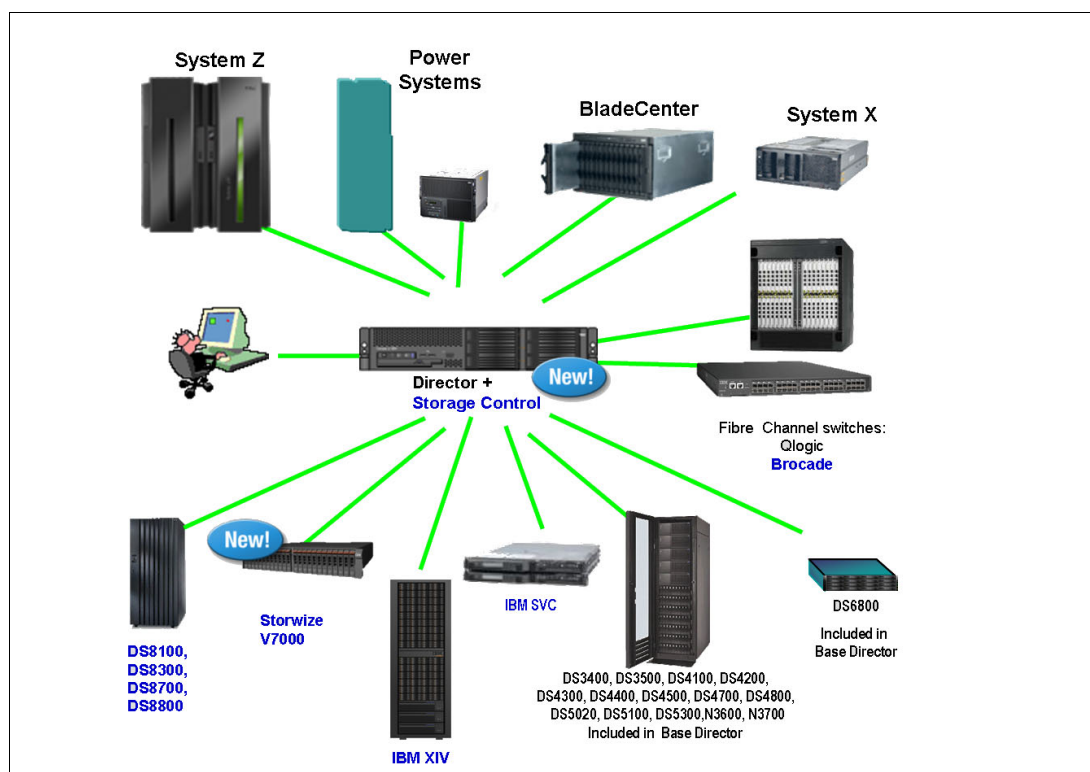 System Z
Power
Systems
BladeCenter
System X
Director +
Storage Control
New!
Fibre Channel switches:
Qlogic
Brocade
New!
DS8100,
DS8300,
DS8700,
DS8800
Storwize
V7000
IBM XIV
IBM SVC
DS3400, DS3500, DS4100, DS4200,
DS4300, DS4400, DS4500, DS4700, DS4800,
DS5020, DS5100, DS5300,N3600, N3700
Included in Base Director
DS6800
Included in
Base Director